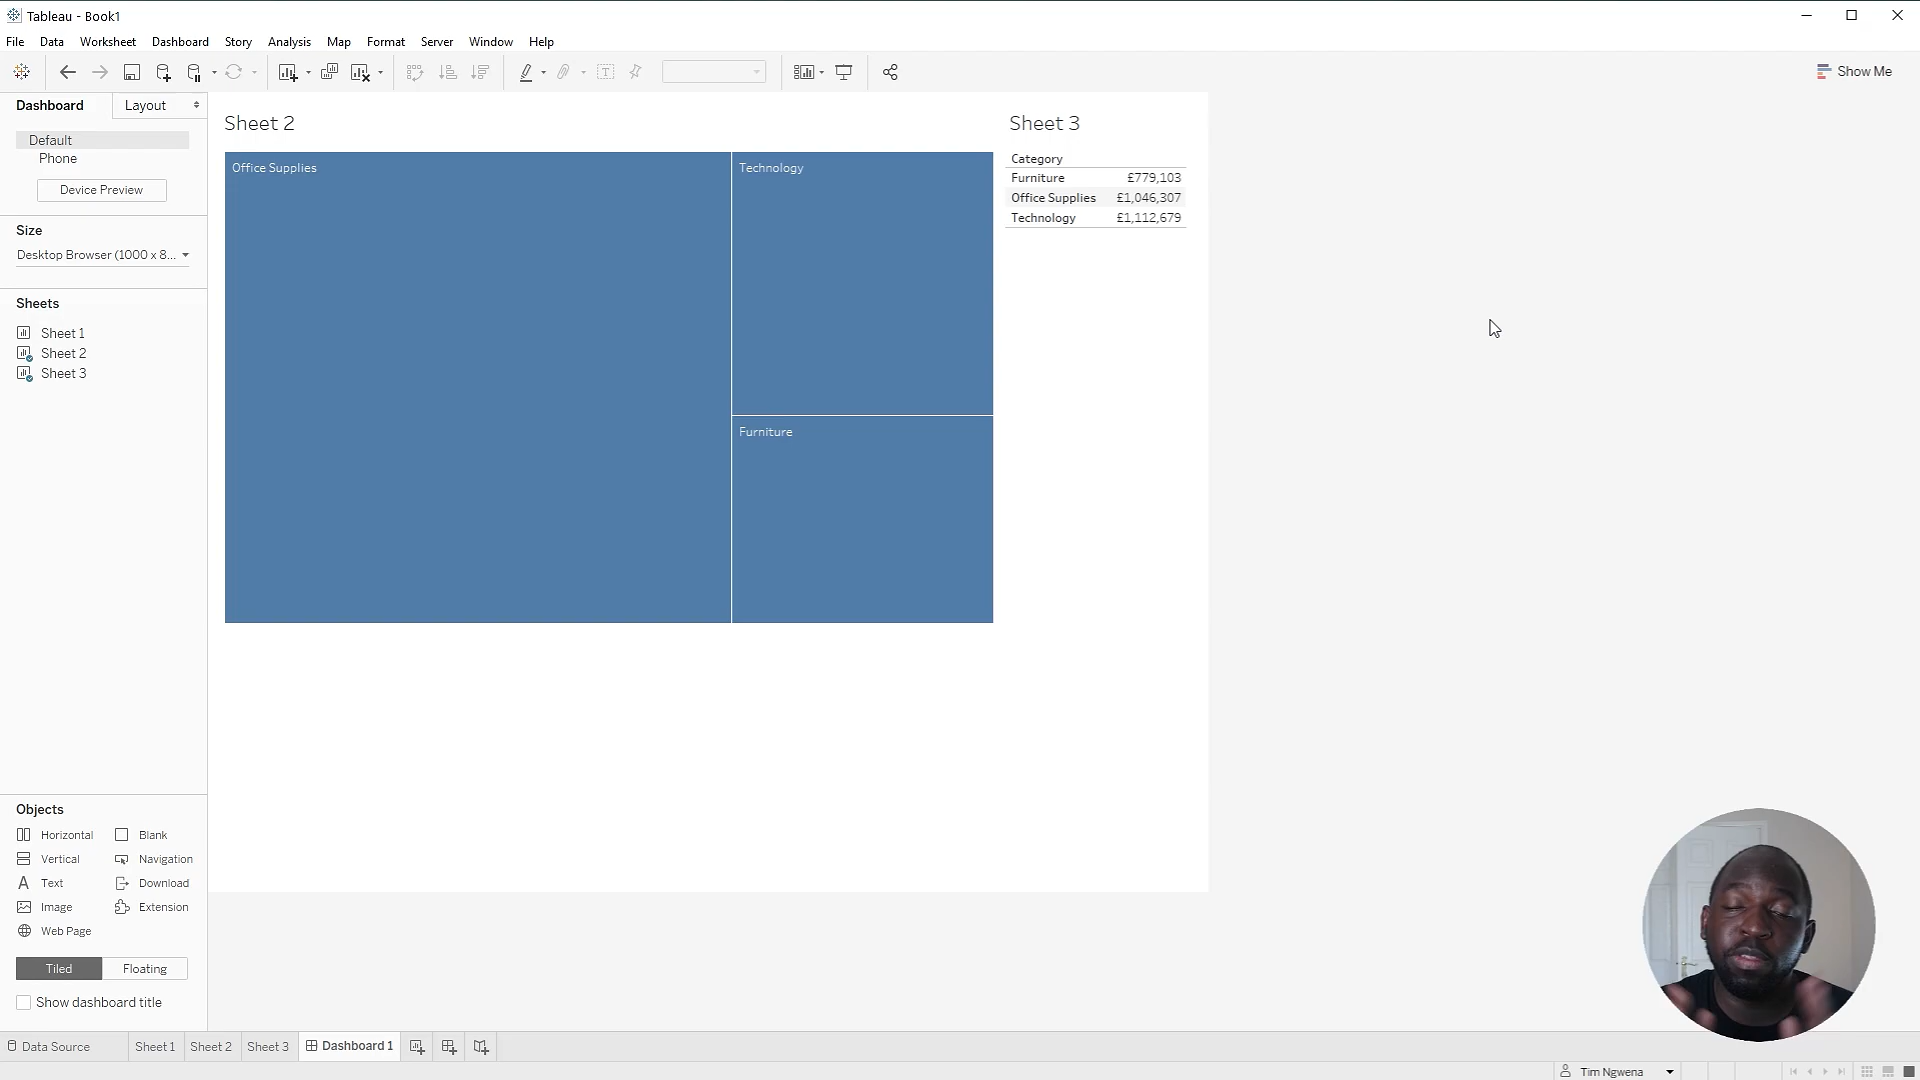 Tableau - Book1
File Data Worksheet Dashboard Story Analysis Map Format Server Window Help
Show Me
Dashboard Layout
Default
Phone
Device Preview
Size
Desktop Browser (1000 x 8...
Sheets
Sheet 1
Sheet 2
Sheet 3
Objects
Horizontal Blank
Vertical Navigation
Text Download
Image Extension
Web Page
Tiled Floating
Show dashboard title
Sheet 2
Office Supplies
Technology
Furniture
Sheet 3
Category
Furniture £779,103
Office Supplies £1,046,307
Technology £1,112,679
Data Source Sheet 1 Sheet 2 Sheet 3 Dashboard 1
Tim Ngwena